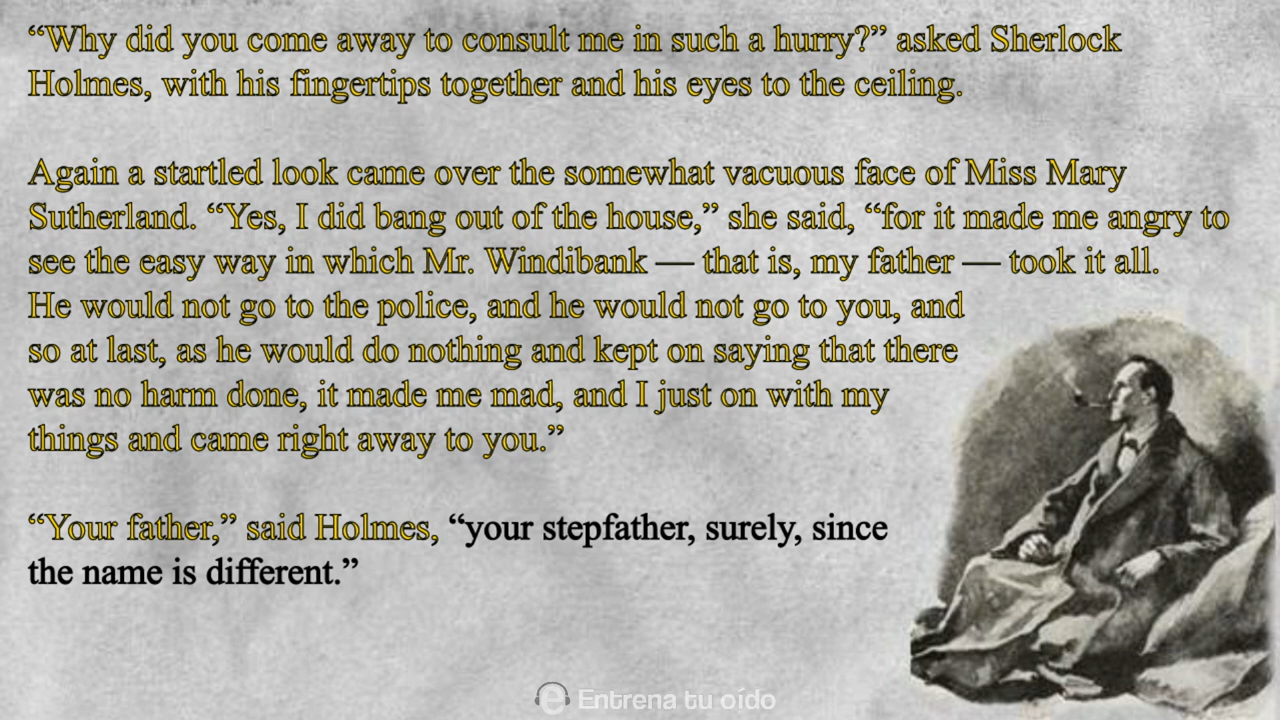 “Why did you come away to consult me in such a hurry?” asked Sherlock
Holmes, with his fingertips together and his eyes to the ceiling.
Again a startled look came over the somewhat vacuous face of Miss Mary
Sutherland. “Yes, I did bang out of the house,” she said, “for it made me angry to
see the easy way in which Mr. Windibank — that is, my father — took it all.
He would not go to the police, and he would not go to you, and
so at last, as he would do nothing and kept on saying that there
was no harm done, it made me mad, and I just on with my
things and came right away to you.”
“Your father,” said Holmes, “your stepfather, surely, since
the name is different.”
e Entrena tu oído